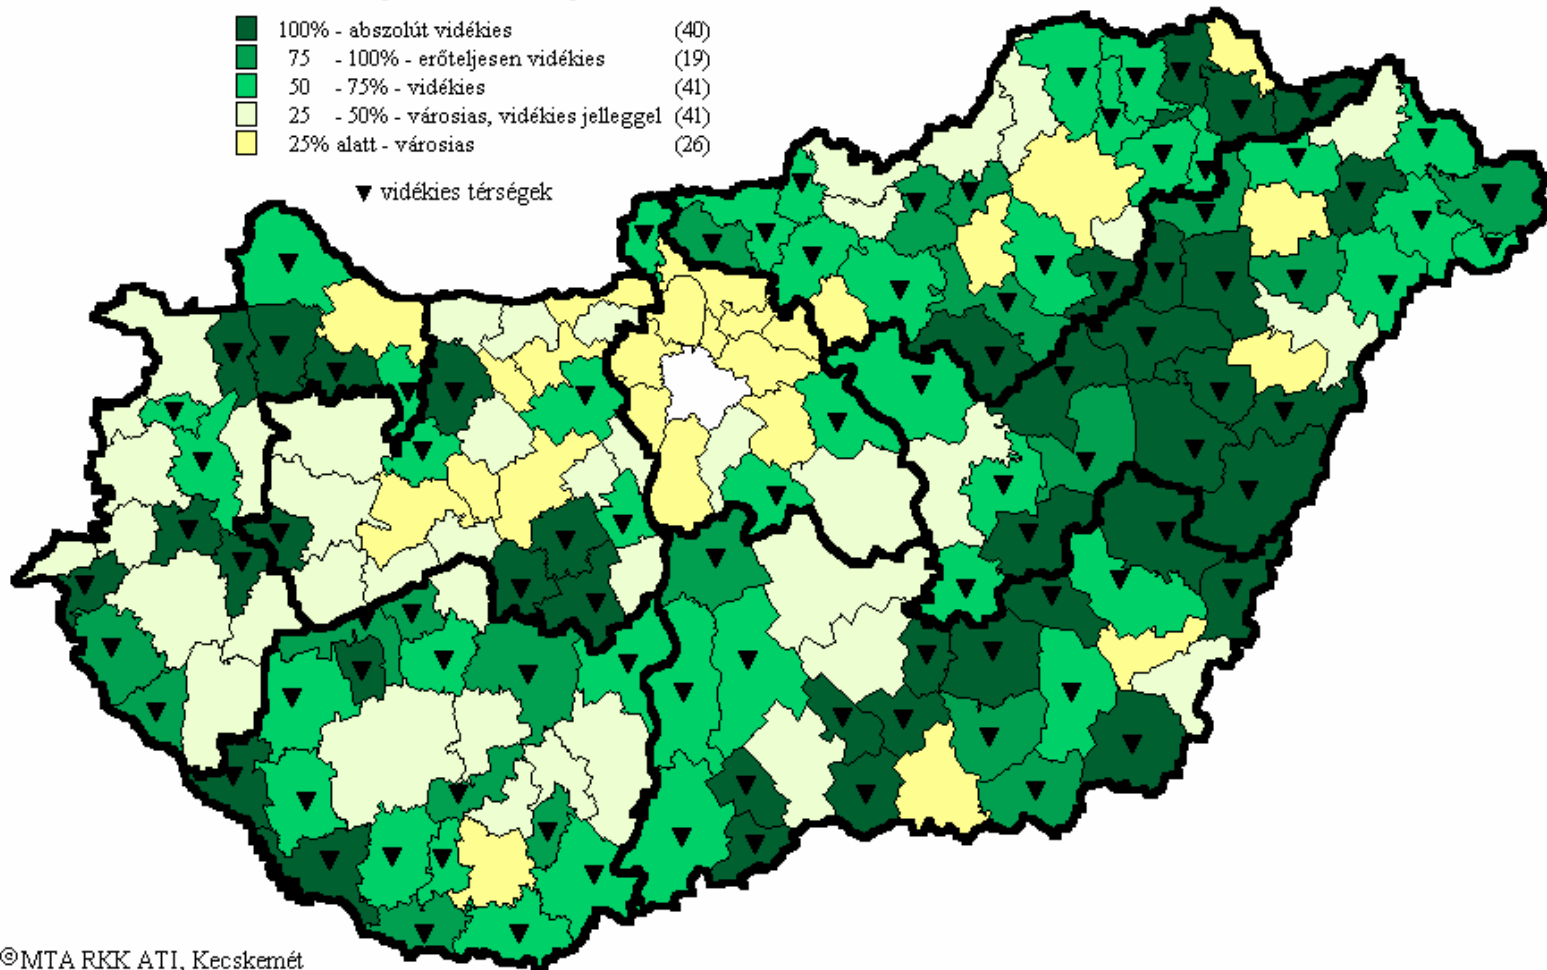 100% - abszolút vidékies (40)
75 - 100% - erőteljesen vidékies (19)
50 - 75% - vidékies (41)
25 - 50% - városias, vidékies jelleggel (41)
25% alatt - városias (26)
▼ vidékies térségek
©MTA RKK ATI, Kecskemét